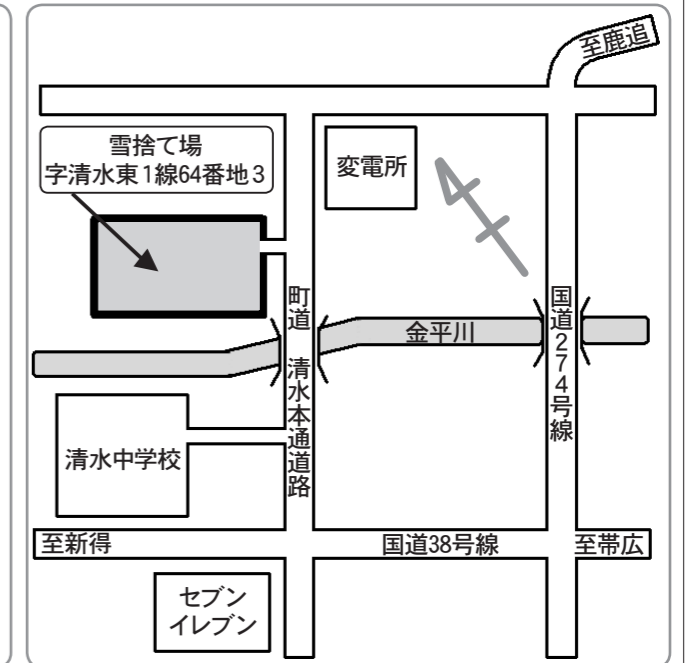 至鹿追
雪捨て場
字清水東1線64番地3
変電所
町道 清水本通道路
国道274号線
金平川
清水中学校
至新得
国道38号線
至帯広
セブン
イレブン